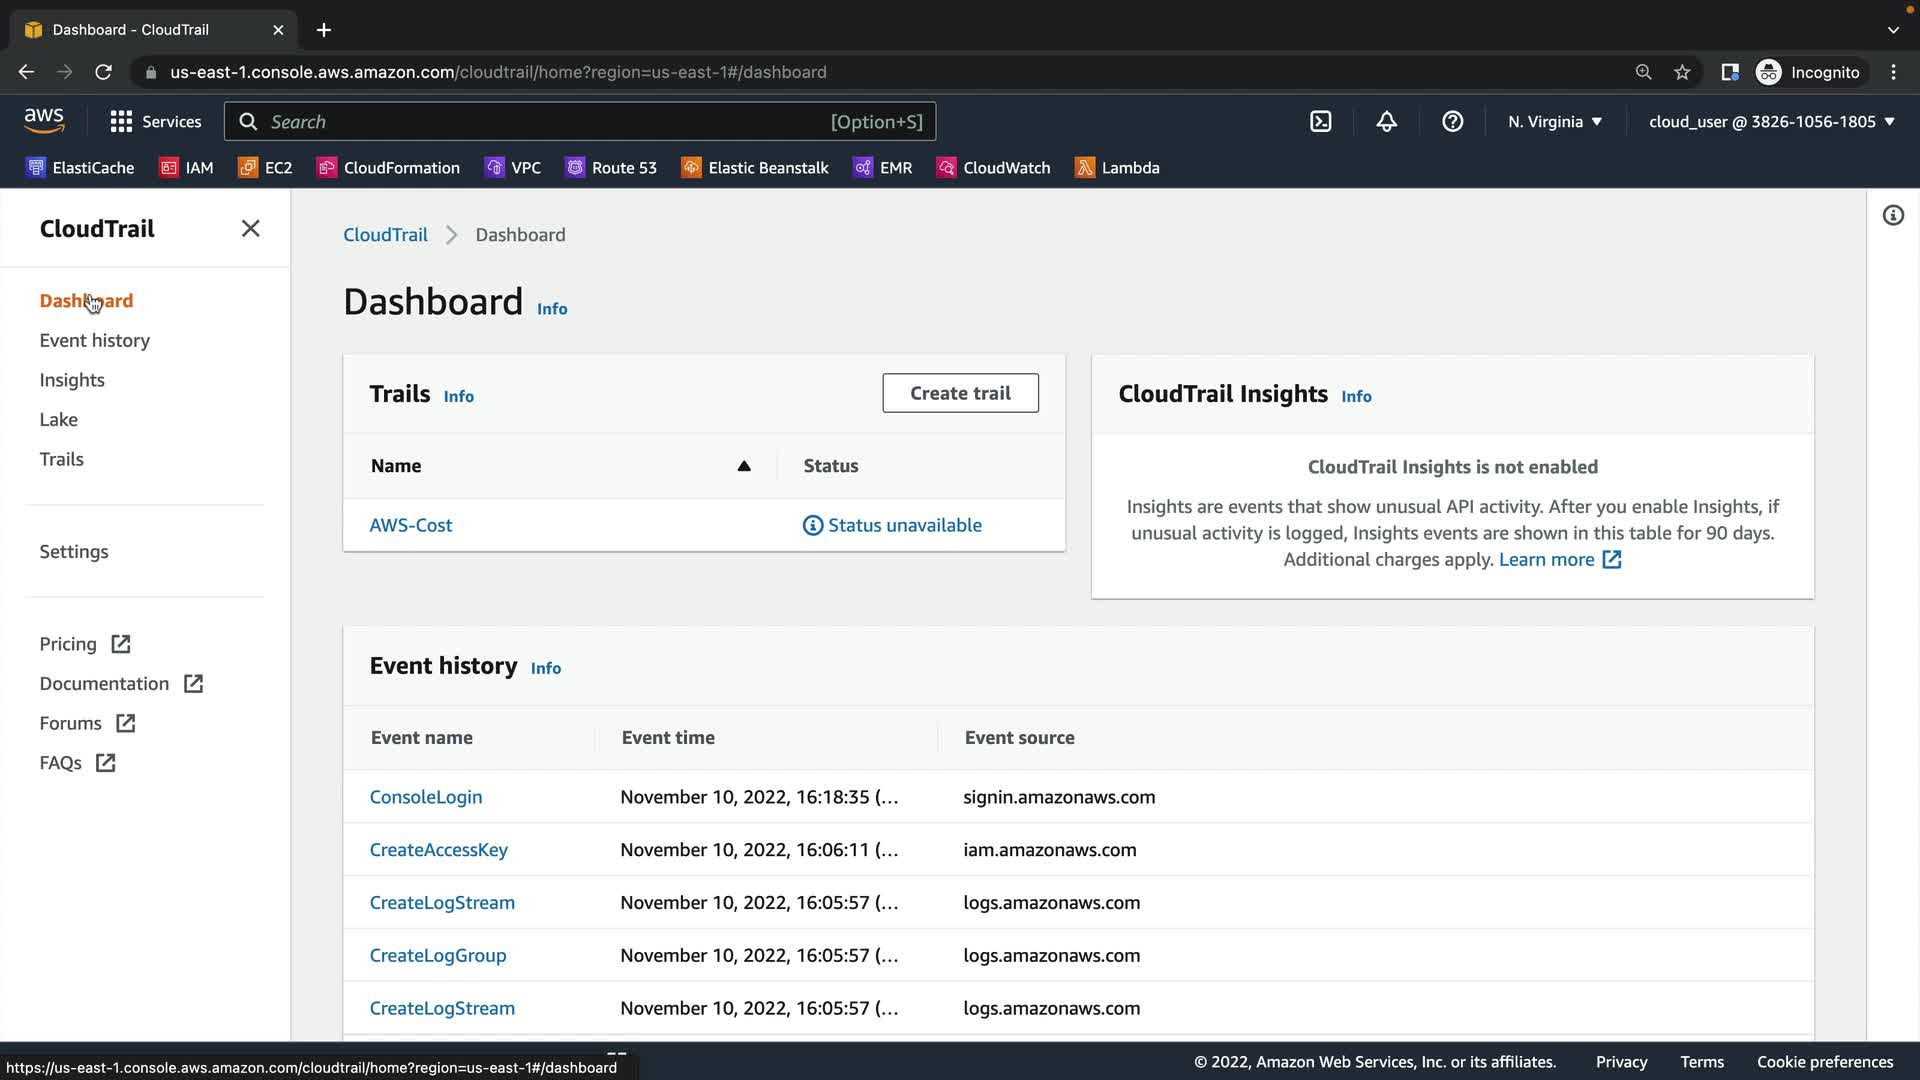 Dashboard - CloudTrail
us-east-1.console.aws.amazon.com/cloudtrail/home?region=us-east-1#/dashboard
Incognito
aws
Services
Search
[Option+S]
N. Virginia
cloud_user @ 3826-1056-1805
ElastiCache
IAM
EC2
CloudFormation
VPC
Route 53
Elastic Beanstalk
EMR
CloudWatch
Lambda
CloudTrail
Dashboard
Event history
Insights
Lake
Trails
Settings
Pricing
Documentation
Forums
FAQs
CloudTrail
Dashboard
Dashboard Info
Trails Info
Create trail
Name
Status
AWS-Cost
Status unavailable
CloudTrail Insights Info
CloudTrail Insights is not enabled
Insights are events that show unusual API activity. After you enable Insights, if
unusual activity is logged, Insights events are shown in this table for 90 days.
Additional charges apply. Learn more
Event history Info
Event name Event time Event source
ConsoleLogin November 10, 2022, 16:18:35 (... signin.amazonaws.com
CreateAccessKey November 10, 2022, 16:06:11 (... iam.amazonaws.com
CreateLogStream November 10, 2022, 16:05:57 (... logs.amazonaws.com
CreateLogGroup November 10, 2022, 16:05:57 (... logs.amazonaws.com
CreateLogStream November 10, 2022, 16:05:57 (... logs.amazonaws.com
https://us-east-1.console.aws.amazon.com/cloudtrail/home?region=us-east-1#/dashboard
© 2022, Amazon Web Services, Inc. or its affiliates.
Privacy
Terms
Cookie preferences